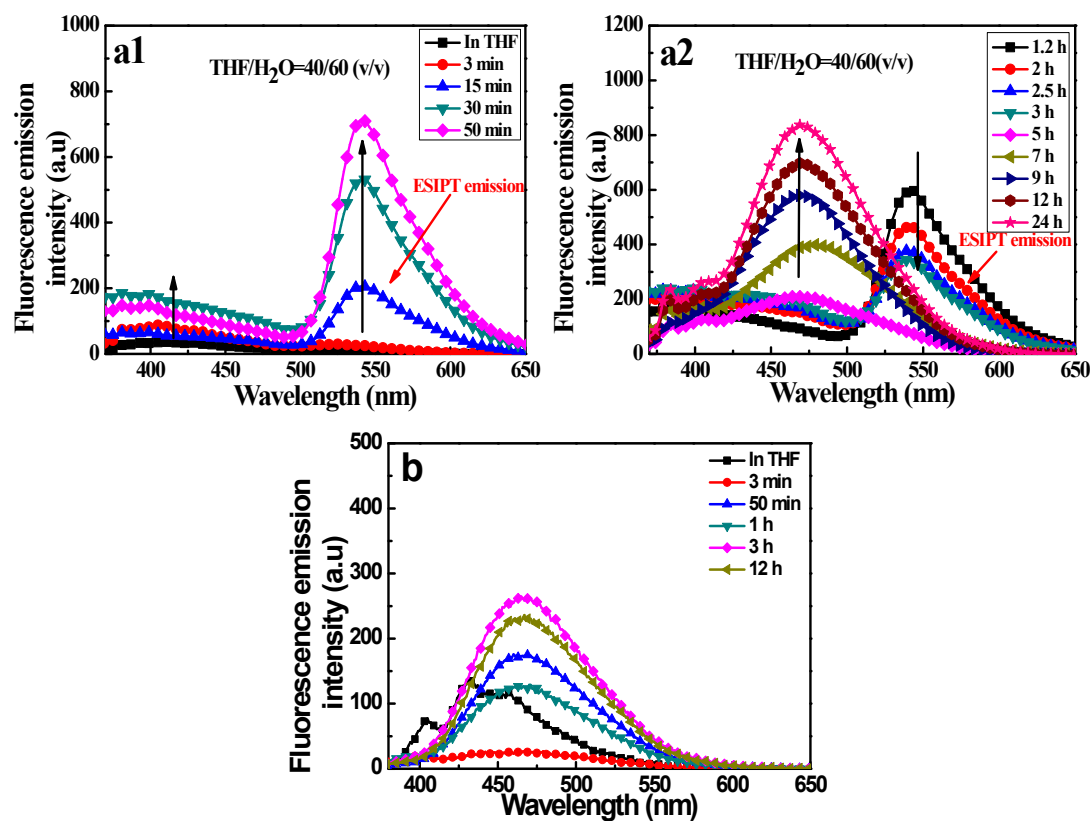 a1
THF/H2O=40/60 (v/v)
In THF
3 min
15 min
30 min
50 min
ESIPT emission
Fluorescence emission
intensity (a.u)
1000
800
600
400
200
0
400 450 500 550 600 650
Wavelength (nm)
a2
THF/H2O=40/60(v/v)
1.2 h
2 h
2.5 h
3 h
5 h
7 h
9 h
12 h
24 h
ESIPT emission
Fluorescence emission
intensity (a.u)
1200
1000
800
600
400
200
0
400 450 500 550 600 650
Wavelength (nm)
b
In THF
3 min
50 min
1 h
3 h
12 h
Fluorescence emission
intensity (a.u)
500
400
300
200
100
0
400 450 500 550 600 650
Wavelength (nm)